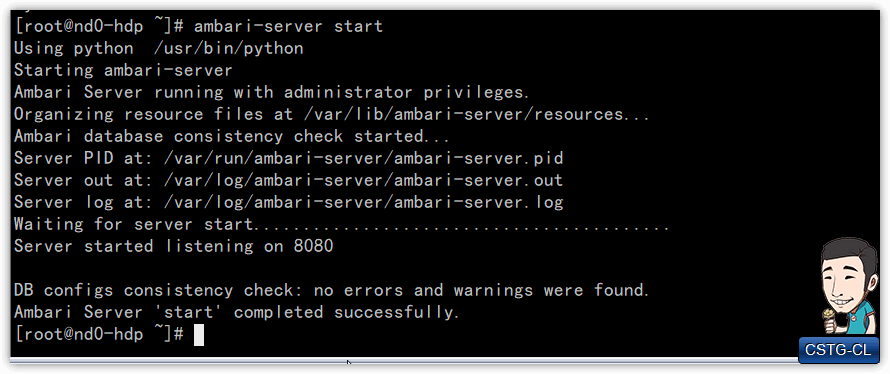 [root@nd0-hdp ~]# ambari-server start
Using python  /usr/bin/python
Starting ambari-server
Ambari Server running with administrator privileges.
Organizing resource files at /var/lib/ambari-server/resources...
Ambari database consistency check started...
Server PID at: /var/run/ambari-server/ambari-server.pid
Server out at: /var/log/ambari-server/ambari-server.out
Server log at: /var/log/ambari-server/ambari-server.log
Waiting for server start.........................................
Server started listening on 8080
DB configs consistency check: no errors and warnings were found.
Ambari Server 'start' completed successfully.
[root@nd0-hdp ~]#
CSTG-CL